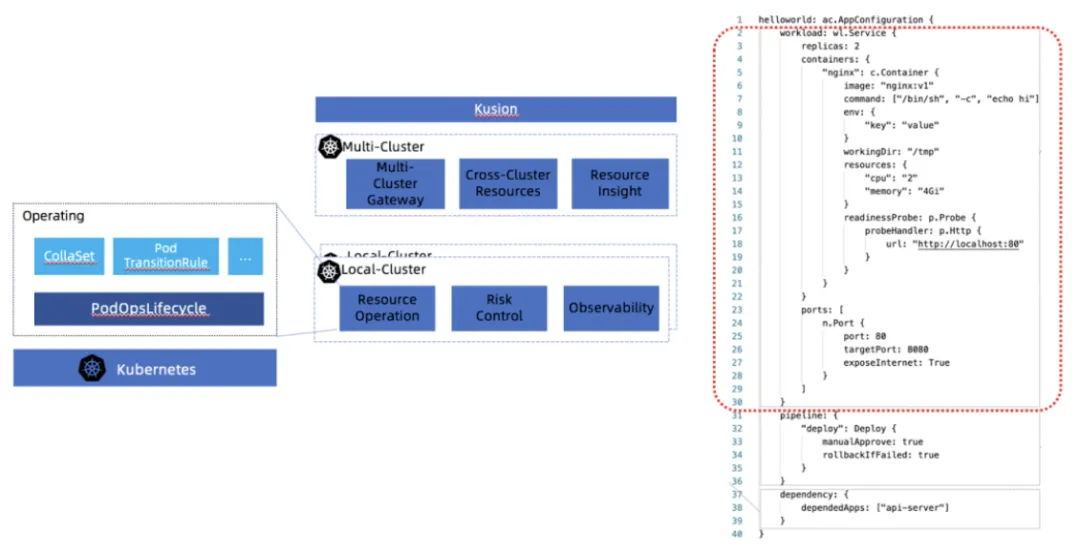 Operating
CollaSet
Pod
TransitionRule
...
PodOpsLifecycle
Kubernetes
Kusion
Multi-Cluster
Multi-
Cluster
Gateway
Cross-Cluster
Resources
Resource
Insight
Local-Cluster
Local-Cluster
Resource
Operation
Risk
Control
Observability
1 helloworld: ac.AppConfiguration {
2 workload: wl.Service {
3 replicas: 2
4 containers: {
5 "nginx": c.Container {
6 image: "nginx:v1"
7 command: ["/bin/sh", "-c", "echo hi"]
8 env: {
9 "key": "value"
10 }
11 workingDir: "/tmp"
12 resources: {
13 "cpu": "2"
14 "memory": "4Gi"
15 }
16 readinessProbe: p.Probe {
17 probeHandler: p.Http {
18 url: "http://localhost:80"
19 }
20 }
21 }
22 }
23 ports: [
24 n.Port {
25 port: 80
26 targetPort: 8080
27 exposeInternet: True
28 }
29 ]
30 }
31 pipeline: {
32 "deploy": Deploy {
33 manualApprove: true
34 rollbackIfFailed: true
35 }
36 }
37 dependency: {
38 dependedApps: ["api-server"]
39 }
40 }